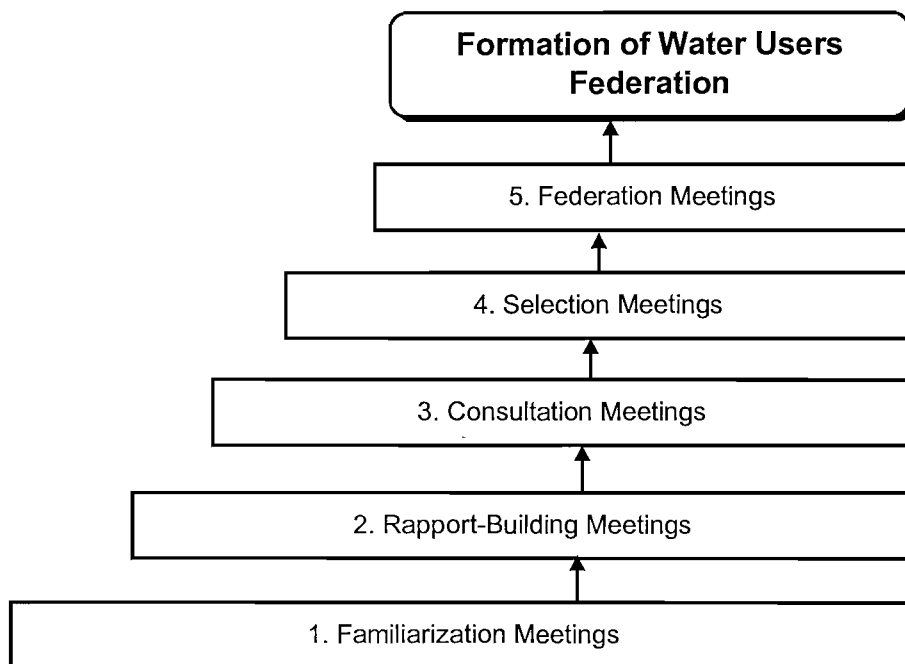 Formation of Water Users
Federation
5. Federation Meetings
4. Selection Meetings
3. Consultation Meetings
2. Rapport-Building Meetings
1. Familiarization Meetings